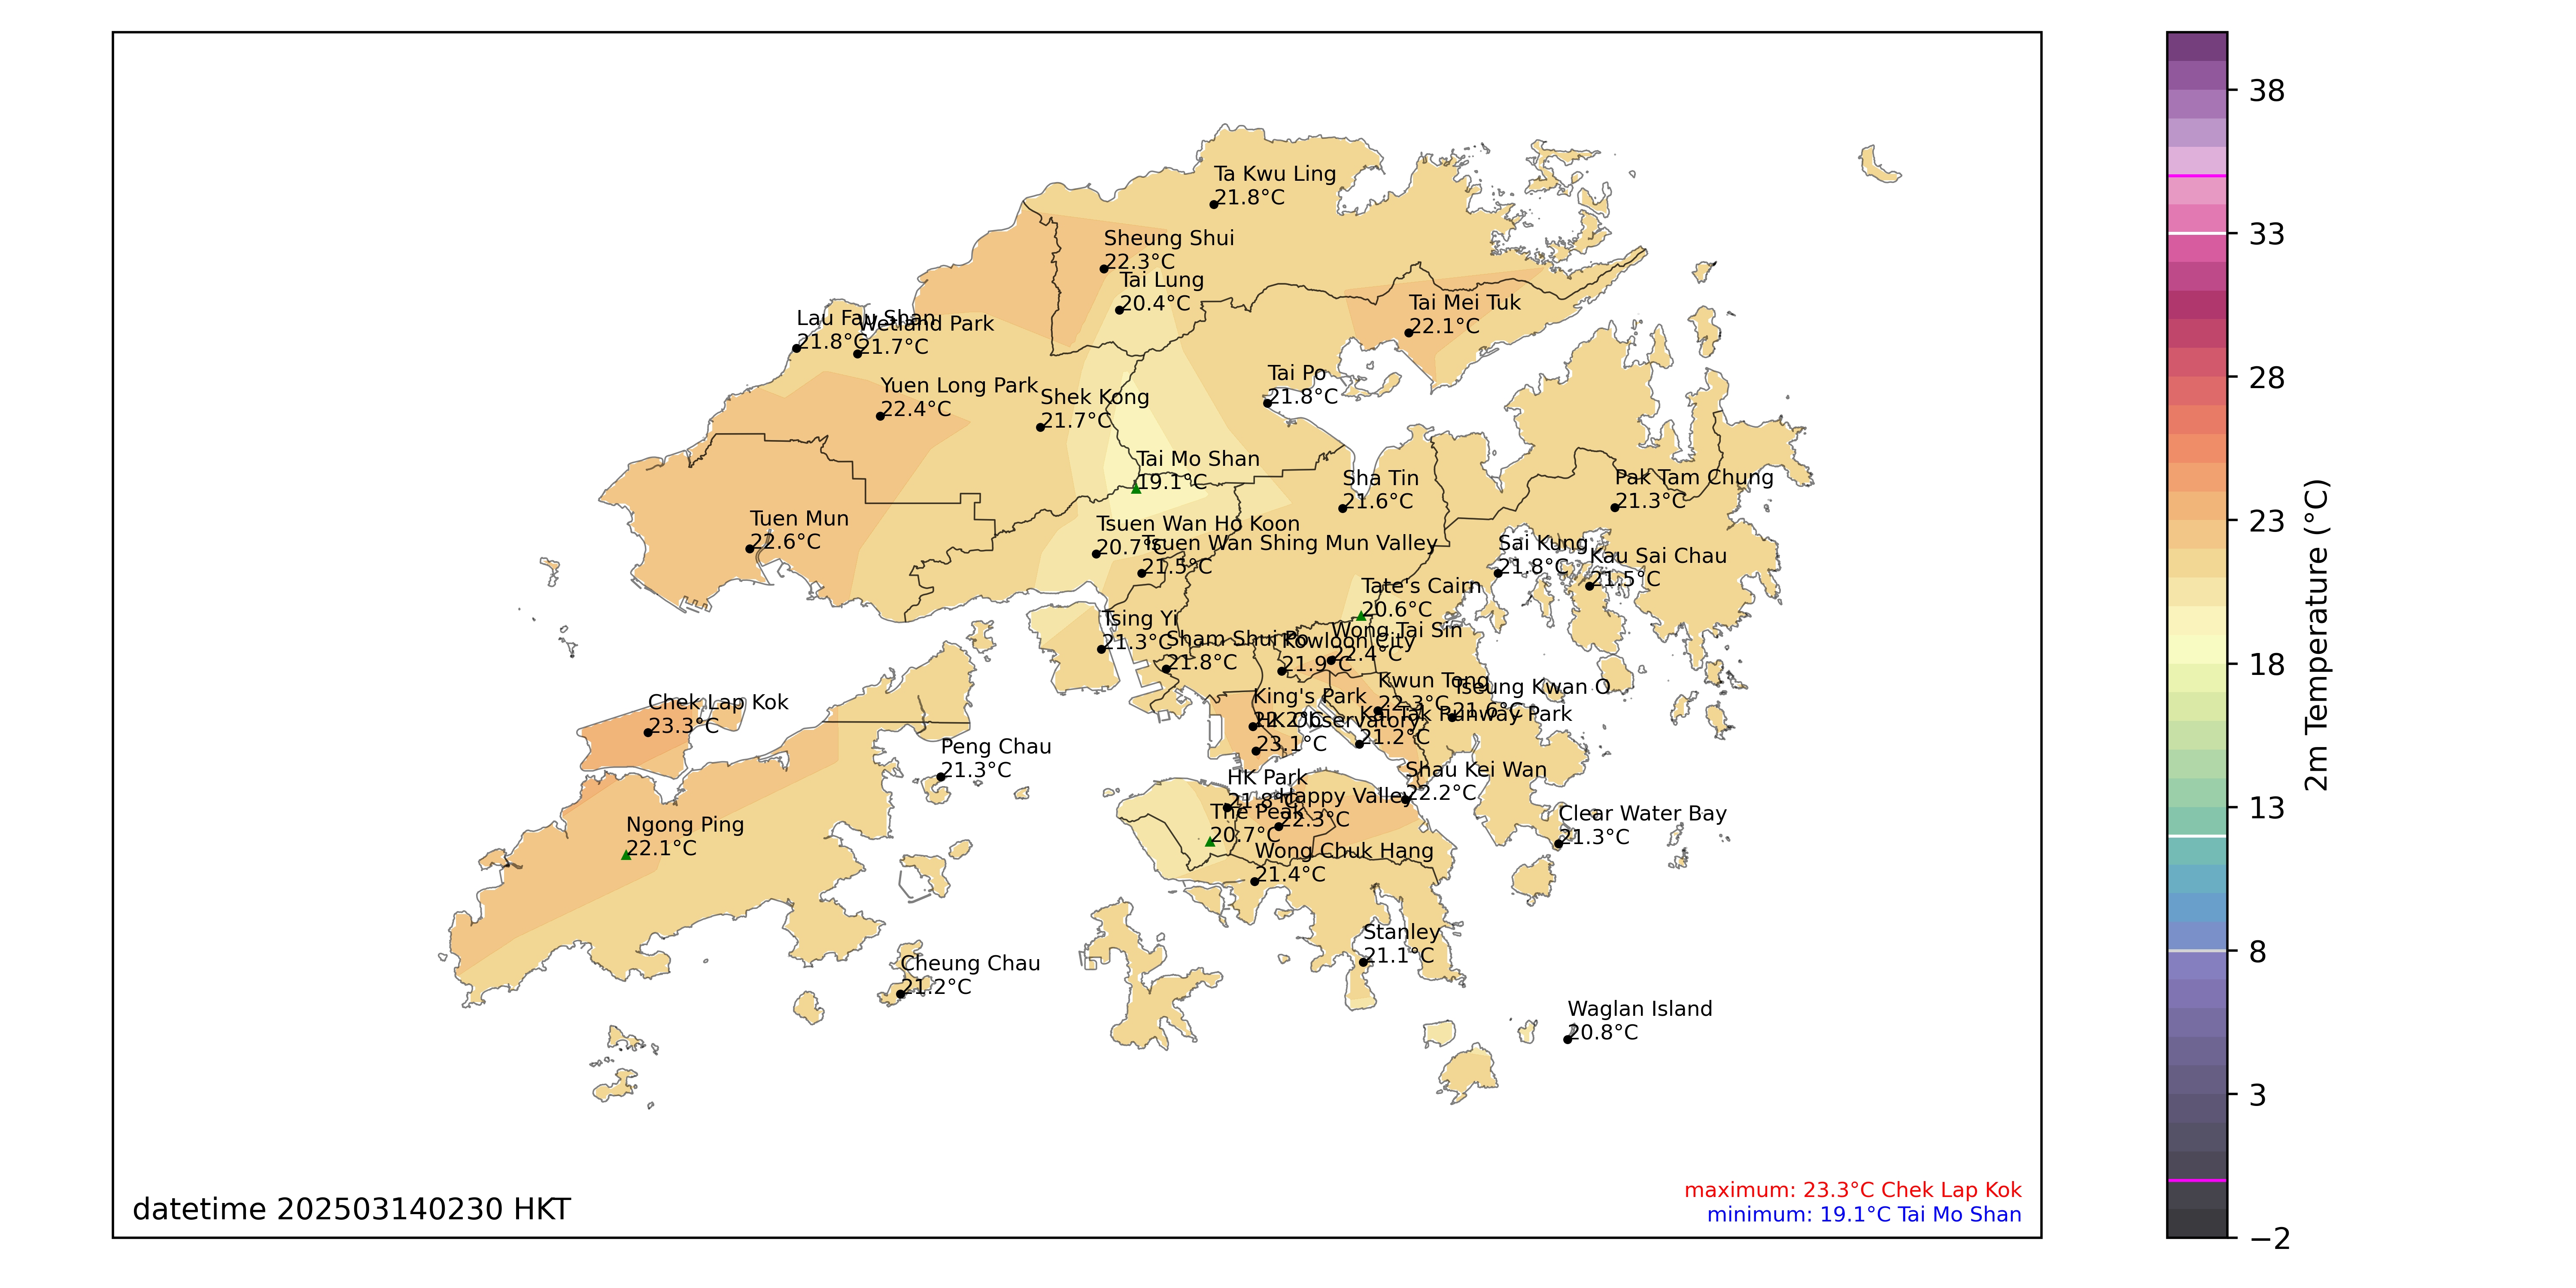 Ta Kwu Ling
21.8°C
Sheung Shui
22.3°C
Tai Lung
20.4°C
Tai Mei Tuk
22.1°C
Lau Fau Shan
21.8°C
Wetland Park
21.7°C
Yuen Long Park
22.4°C
Shek Kong
21.7°C
Tai Po
21.8°C
Tai Mo Shan
19.1°C
Sha Tin
21.6°C
Pak Tam Chung
21.3°C
Tuen Mun
22.6°C
Tsuen Wan Ho Koon
20.7°C
Tsuen Wan Shing Mun Valley
21.5°C
Sai Kung
21.8°C
Kau Sai Chau
21.5°C
Tate's Cairn
20.6°C
Tsing Yi
21.3°C
Sham Shui Po
21.8°C
Kowloon City
21.9°C
Wong Tai Sin
22.4°C
Kwun Tong
22.3°C
Tseung Kwan O
21.6°C
King's Park
22.2°C
HK Observatory
23.1°C
Kai Tak Runway Park
21.2°C
Chek Lap Kok
23.3°C
Peng Chau
21.3°C
HK Park
21.8°C
Happy Valley
22.3°C
Shau Kei Wan
22.2°C
The Peak
20.7°C
Clear Water Bay
21.3°C
Ngong Ping
22.1°C
Wong Chuk Hang
21.4°C
Stanley
21.1°C
Cheung Chau
21.2°C
Waglan Island
20.8°C
datetime 202503140230 HKT
maximum: 23.3°C Chek Lap Kok
minimum: 19.1°C Tai Mo Shan
38
33
28
23
18
13
8
3
−2
2m Temperature (°C)